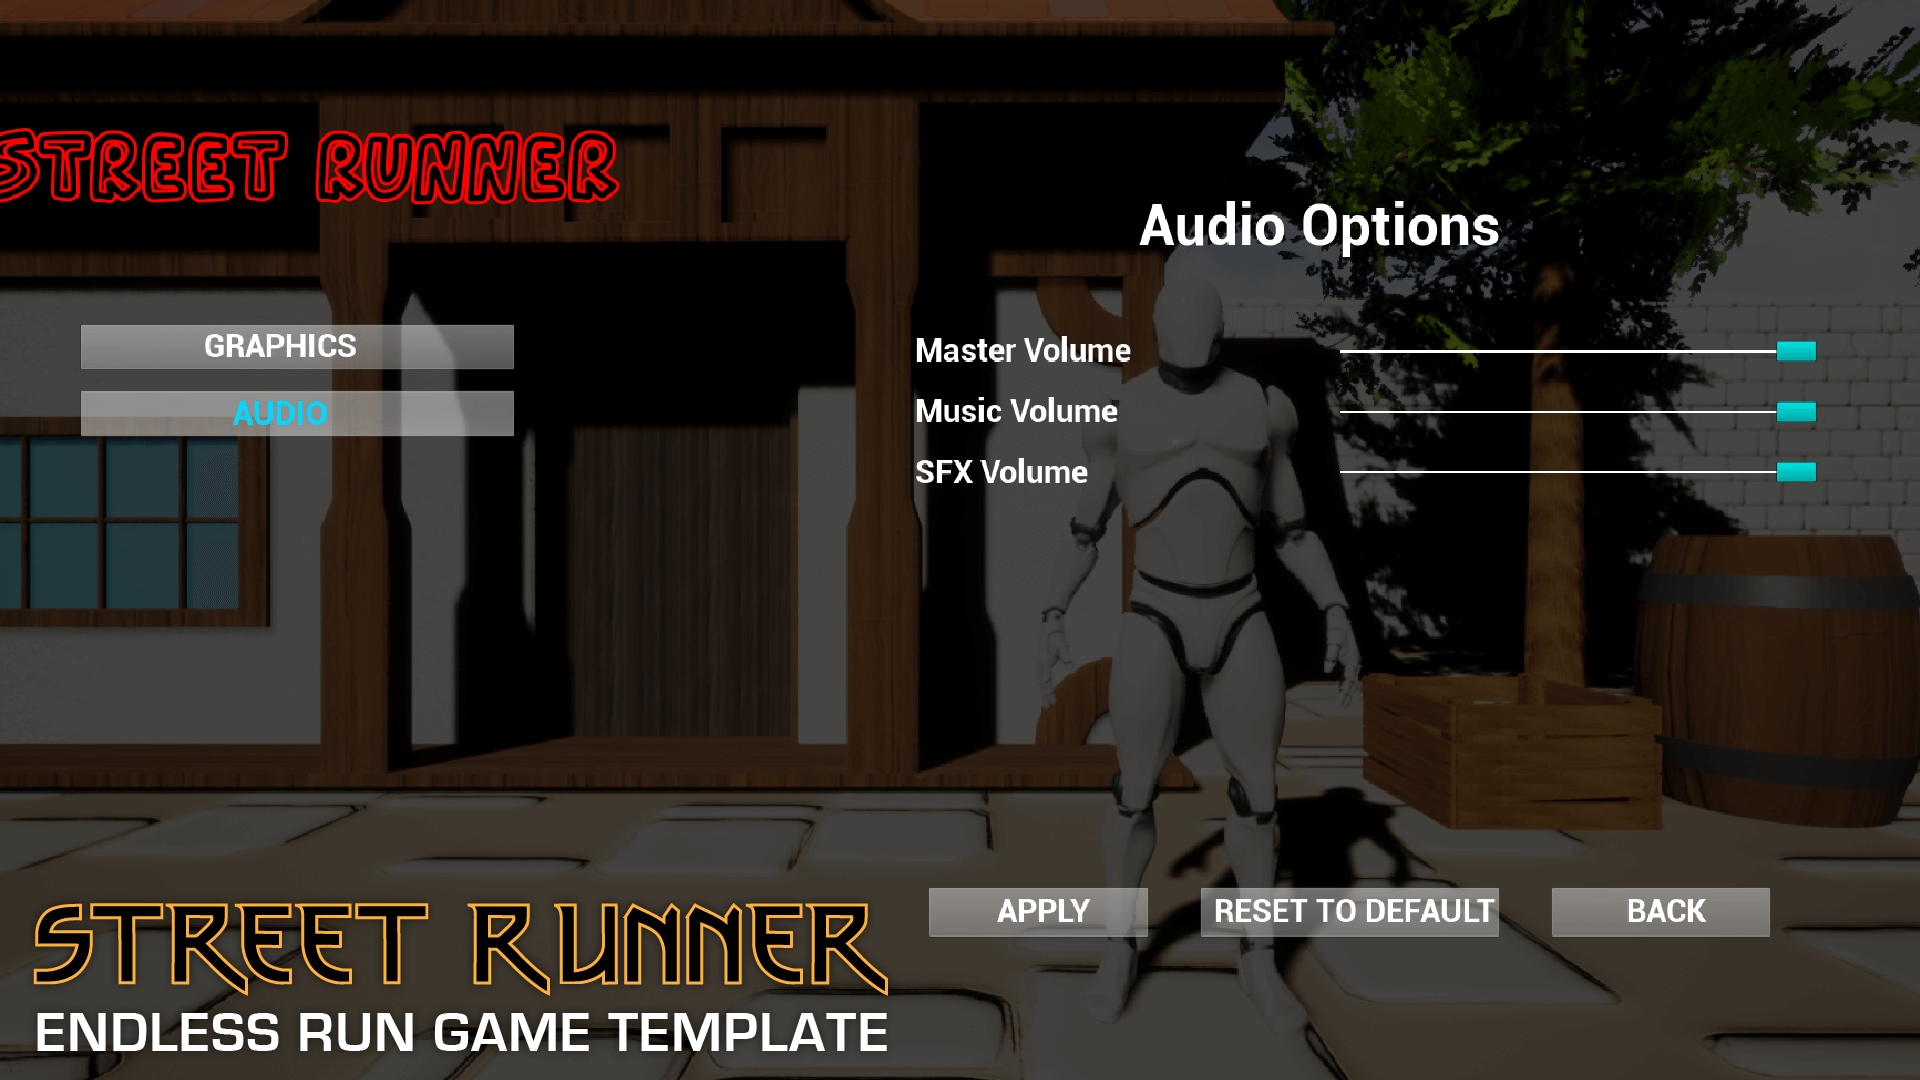 STREET RUNNER
GRAPHICS
AUDIO
Audio Options
Master Volume
Music Volume
SFX Volume
APPLY
RESET TO DEFAULT
BACK
STREET RUNNER
ENDLESS RUN GAME TEMPLATE